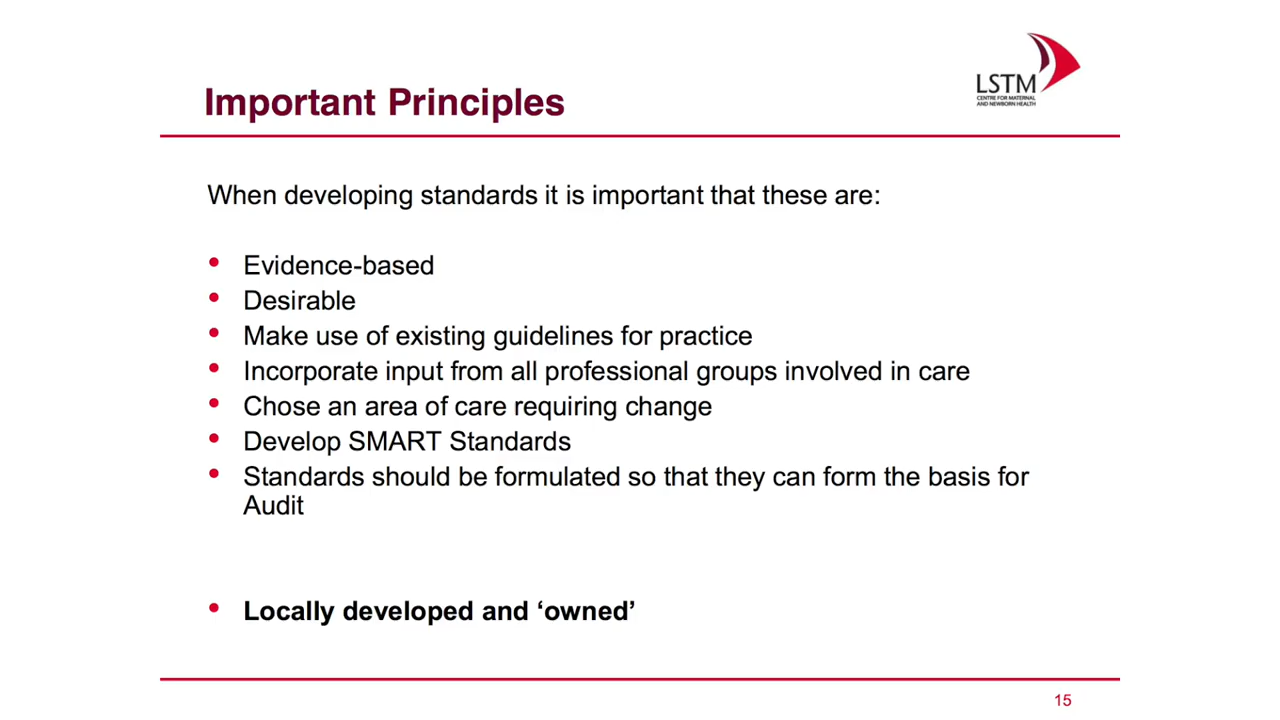 LSTM
CENTRE FOR MATERNAL
AND NEWBORN HEALTH
Important Principles
When developing standards it is important that these are:
• Evidence-based
• Desirable
• Make use of existing guidelines for practice
• Incorporate input from all professional groups involved in care
• Chose an area of care requiring change
• Develop SMART Standards
• Standards should be formulated so that they can form the basis for
Audit
• Locally developed and ‘owned’
15